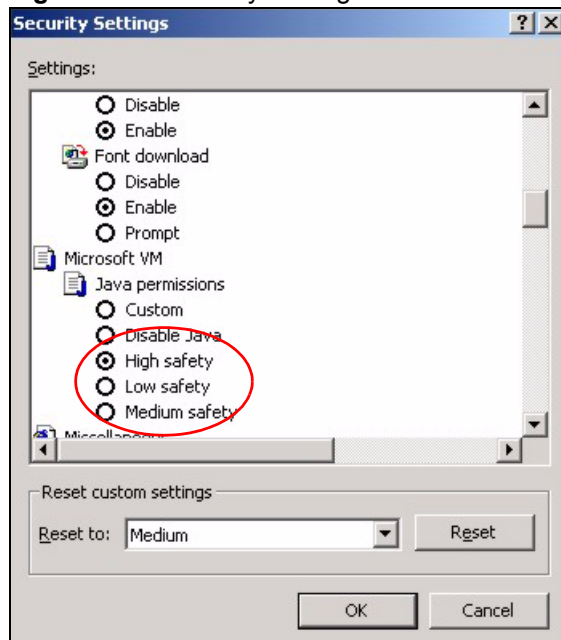 Security Settings
Settings:
Disable
Enable
Font download
Disable
Enable
Prompt
Microsoft VM
Java permissions
Custom
Disable Java
High safety
Low safety
Medium safety
Miscellaneous
Reset custom settings
Reset to: Medium Reset
OK Cancel